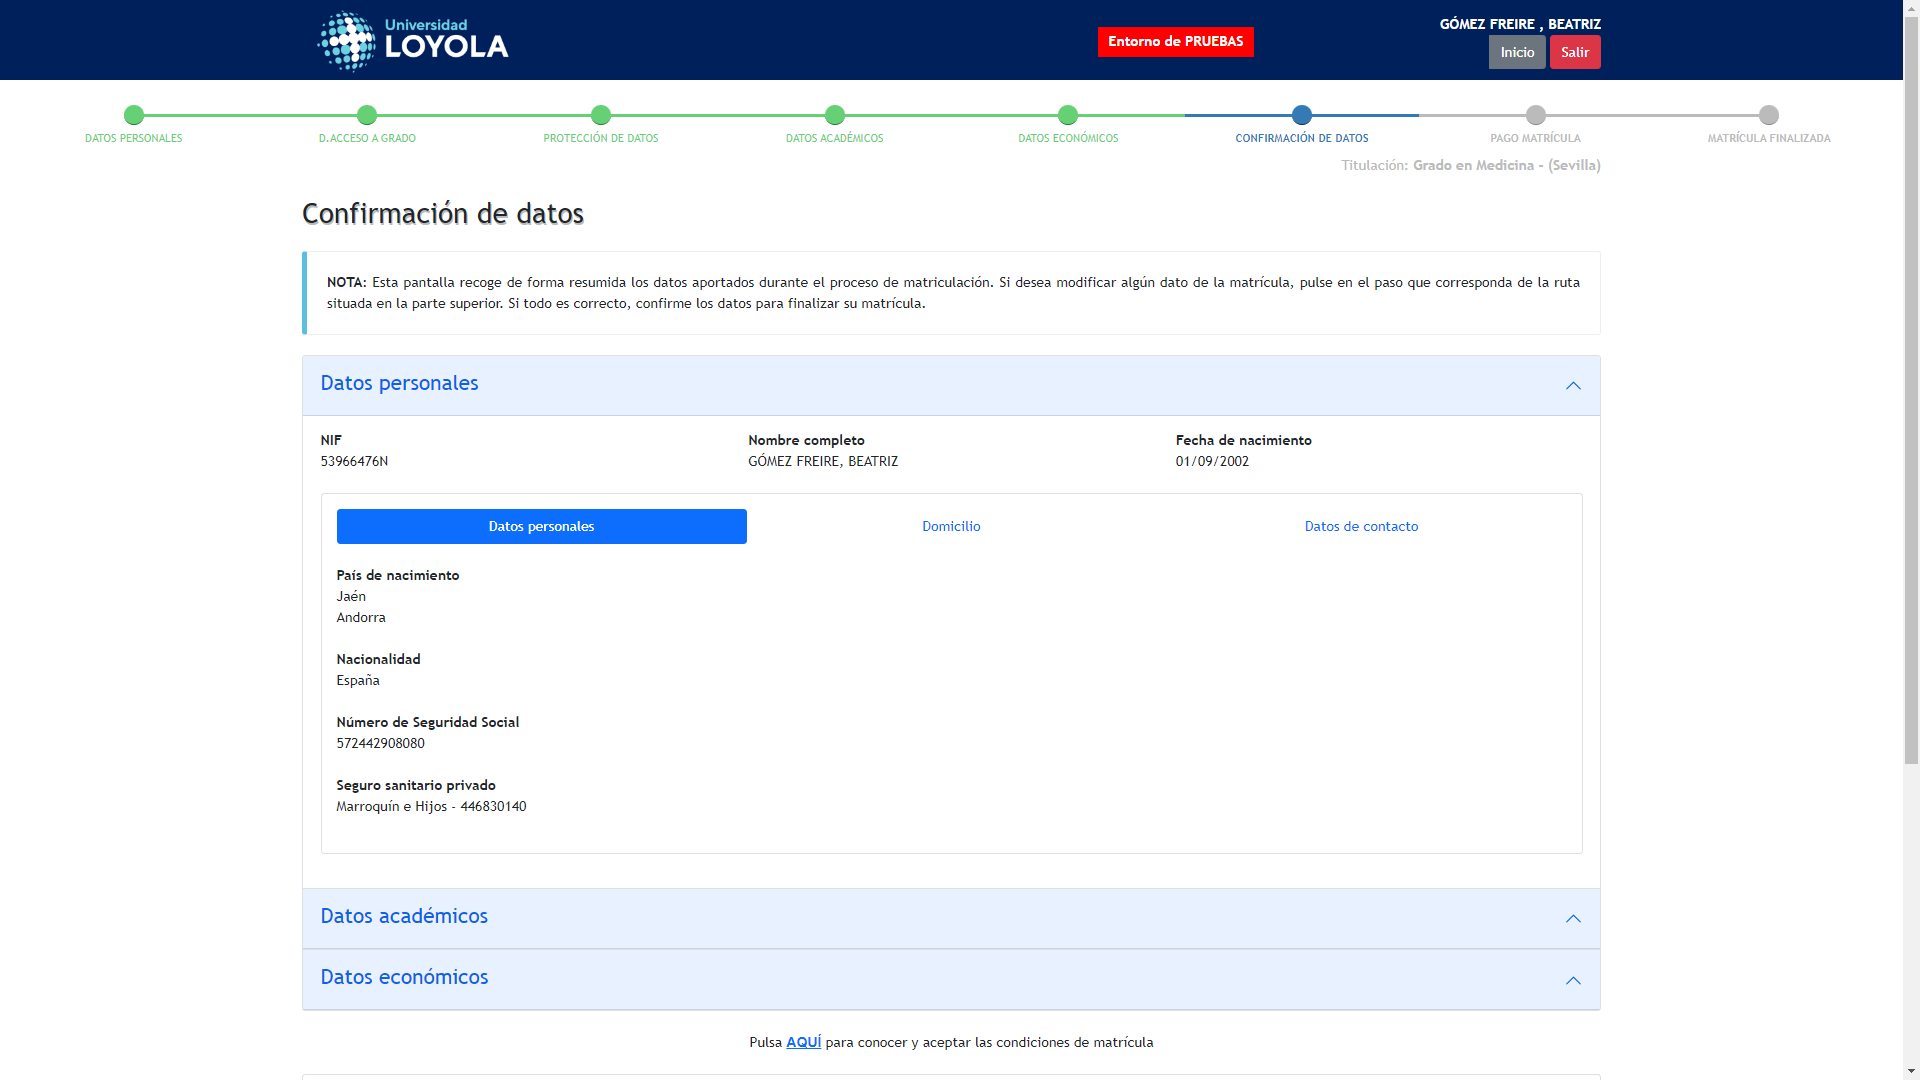 Universidad
LOYOLA
Entorno de PRUEBAS
GÓMEZ FREIRE , BEATRIZ
Inicio
Salir
DATOS PERSONALES
D.ACCESO A GRADO
PROTECCIÓN DE DATOS
DATOS ACADÉMICOS
DATOS ECONÓMICOS
CONFIRMACIÓN DE DATOS
PAGO MATRÍCULA
MATRÍCULA FINALIZADA
Titulación: Grado en Medicina - (Sevilla)
Confirmación de datos
NOTA: Esta pantalla recoge de forma resumida los datos aportados durante el proceso de matriculación. Si desea modificar algún dato de la matrícula, pulse en el paso que corresponda de la ruta
situada en la parte superior. Si todo es correcto, confirme los datos para finalizar su matrícula.
Datos personales
NIF
53966476N
Nombre completo
GÓMEZ FREIRE, BEATRIZ
Fecha de nacimiento
01/09/2002
Datos personales
Domicilio
Datos de contacto
País de nacimiento
Jaén
Andorra
Nacionalidad
España
Número de Seguridad Social
572442908080
Seguro sanitario privado
Marroquín e Hijos - 446830140
Datos académicos
Datos económicos
Pulsa AQUÍ para conocer y aceptar las condiciones de matrícula